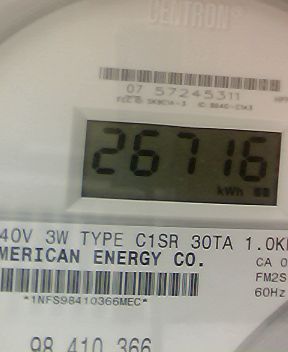 CENTRON®
07 57245311
26716
kWh
40V 3W TYPE C1SR 30TA 1.0K
MERICAN ENERGY CO.
CA 0
FM2S
60Hz
*1NFS98410366MEC*
98 410 366